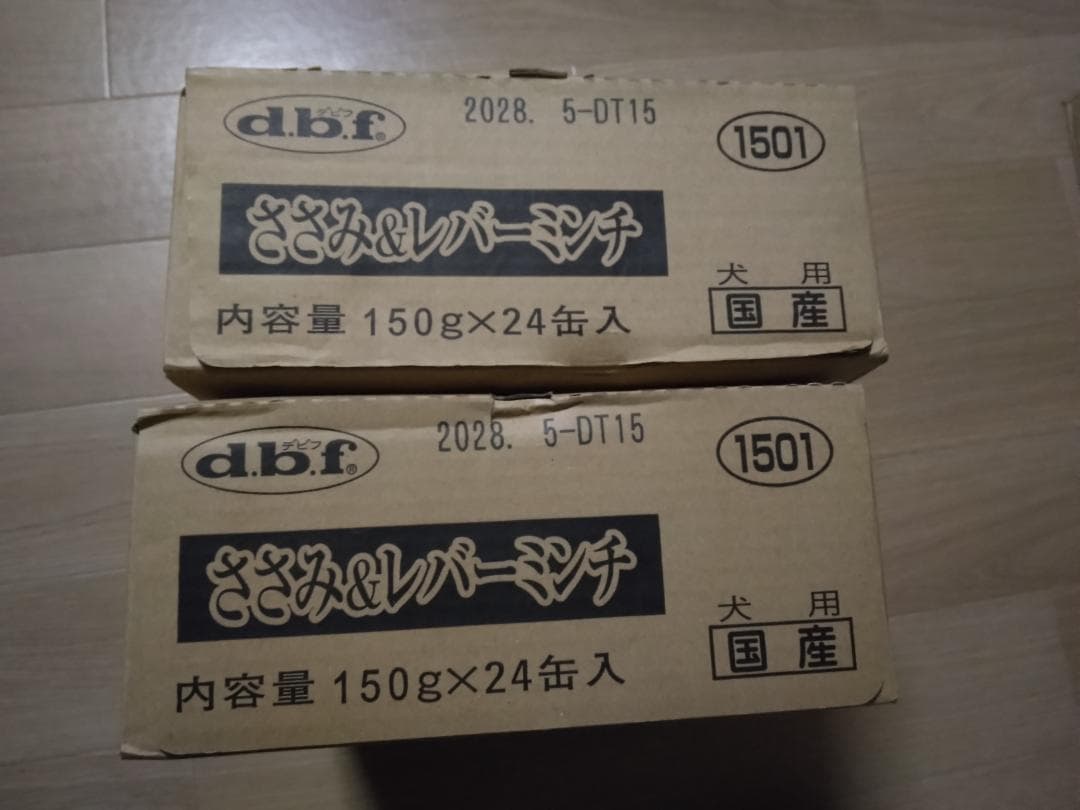 デビフ
d.b.f®
2028. 5-DT15
1501
ささみ&レバーミンチ
犬 用
国 産
内容量 150g×24缶入
デビフ
d.b.f®
2028. 5-DT15
1501
ささみ&レバーミンチ
犬 用
国 産
内容量 150g×24缶入